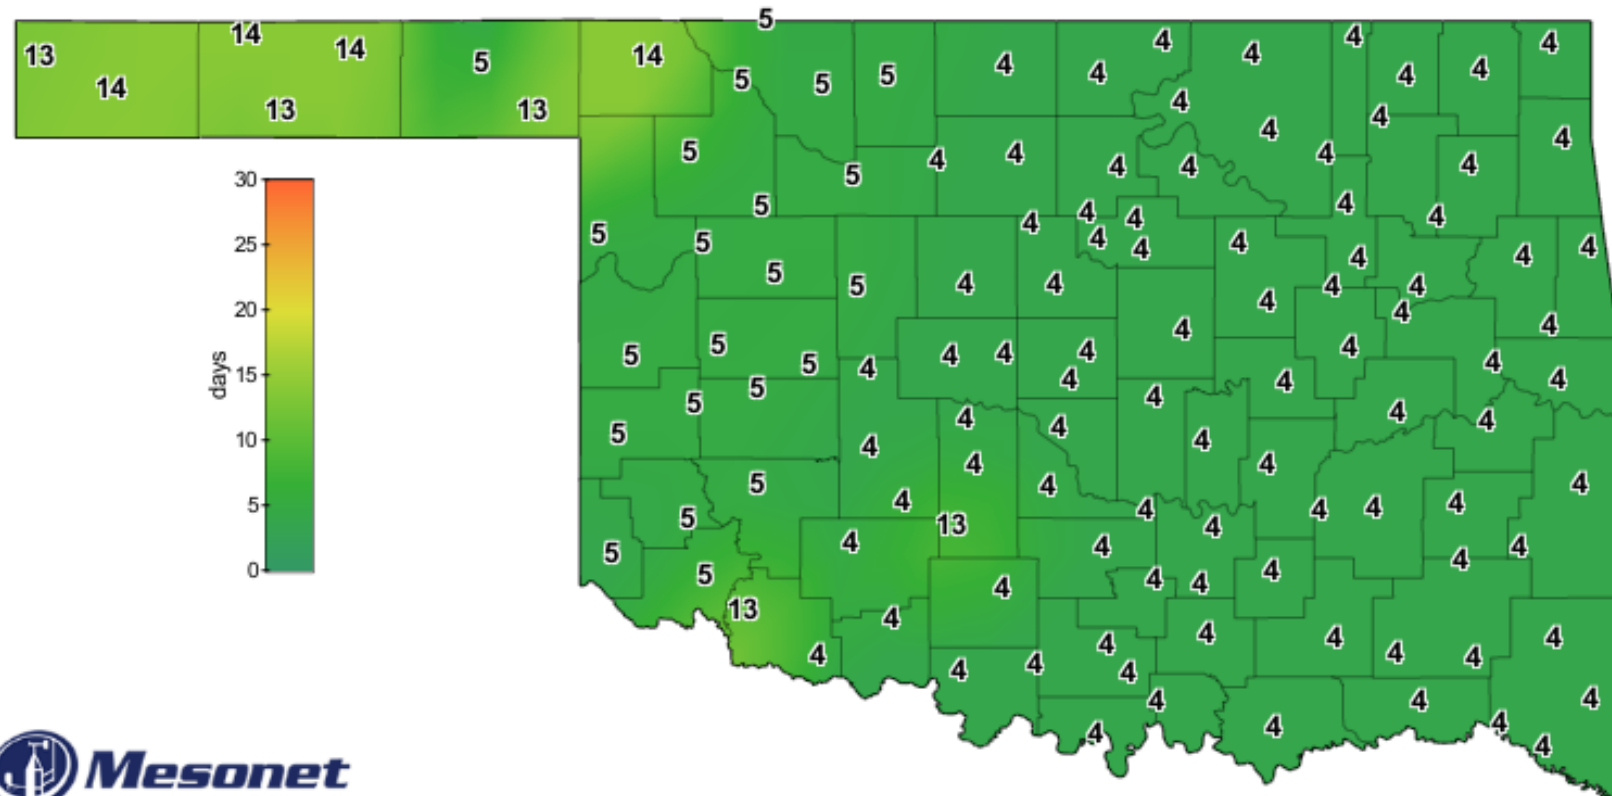 5
13 14 14 5 14 5 5 5 4 4 4 4 4 4 4 4
14 13 13 4 4 4 4
5 5 4 4 4 4 4 4 4
5 4 4 4 4 4
5 5 4 4 4 4 4 4
5 5 4 4 4 4 4 4
5 5 5 4 4 4 4 4 4 4 4 4
5 5 4 4 4 4 4
5 4 4 4 4 4 4
5 5 4 4 4 4 4 4 4
5 13 4 4 4 4 4
5 4 4 4 4 4 4
13 4 4 4 4 4 4
4 4 4 4 4 4
4 4 4 4 4 4 4
30
25
20
15
10
5
0
days
Mesonet